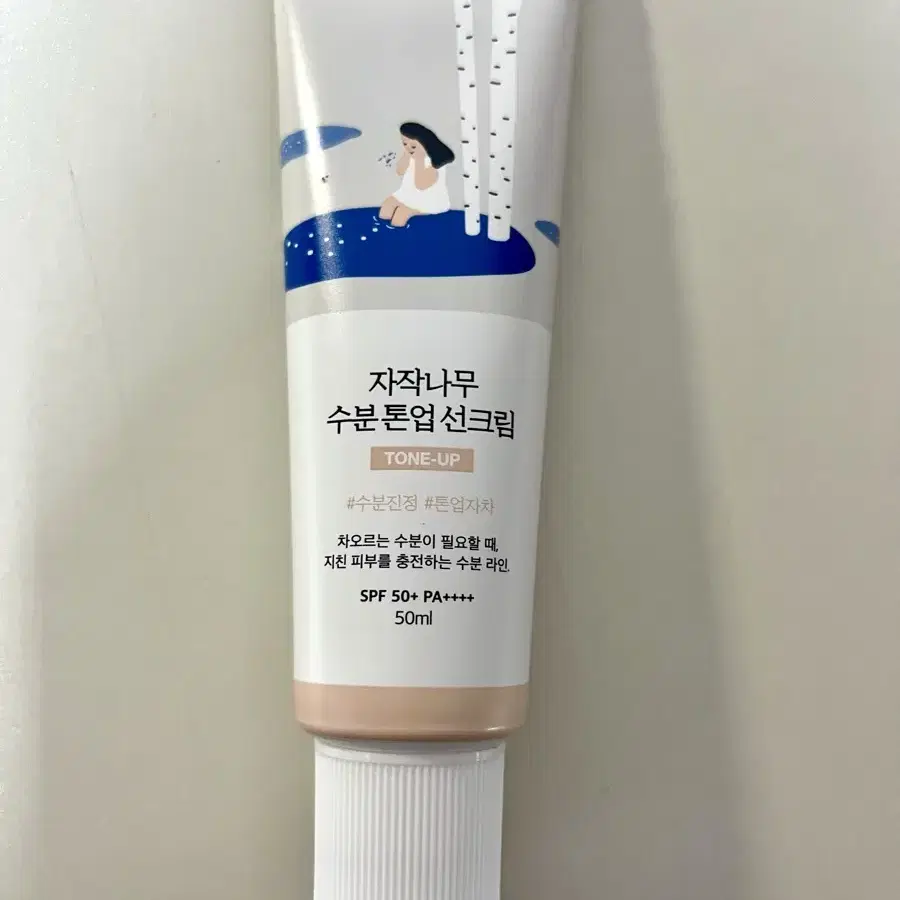 자작나무
수분 톤업 선크림
TONE-UP
#수분진정 #톤업자차
차오르는 수분이 필요할 때,
지친 피부를 충전하는 수분 라인.
SPF 50+ PA++++
50ml